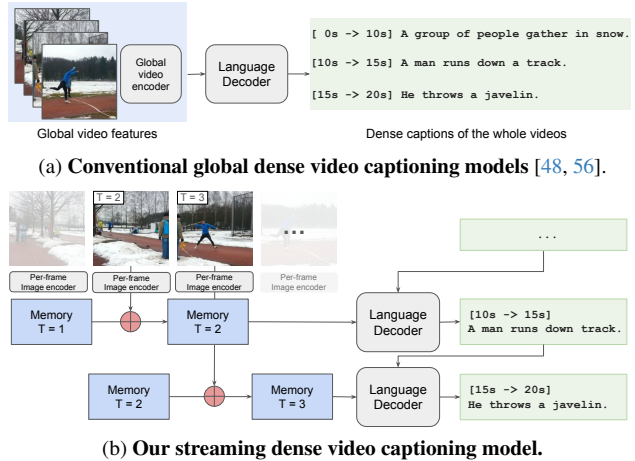 Global
video
encoder
Language
Decoder
[ 0s -> 10s] A group of people gather in snow.
[10s -> 15s] A man runs down a track.
[15s -> 20s] He throws a javelin.
Global video features
Dense captions of the whole videos
(a) Conventional global dense video captioning models [48, 56].
T = 2
T = 3
...
...
Per-frame
Image encoder
Per-frame
Image encoder
Per-frame
Image encoder
Per-frame
Image encoder
Memory
T = 1
Memory
T = 2
Language
Decoder
[10s -> 15s]
A man runs down track.
Memory
T = 2
Memory
T = 3
Language
Decoder
[15s -> 20s]
He throws a javelin.
(b) Our streaming dense video captioning model.